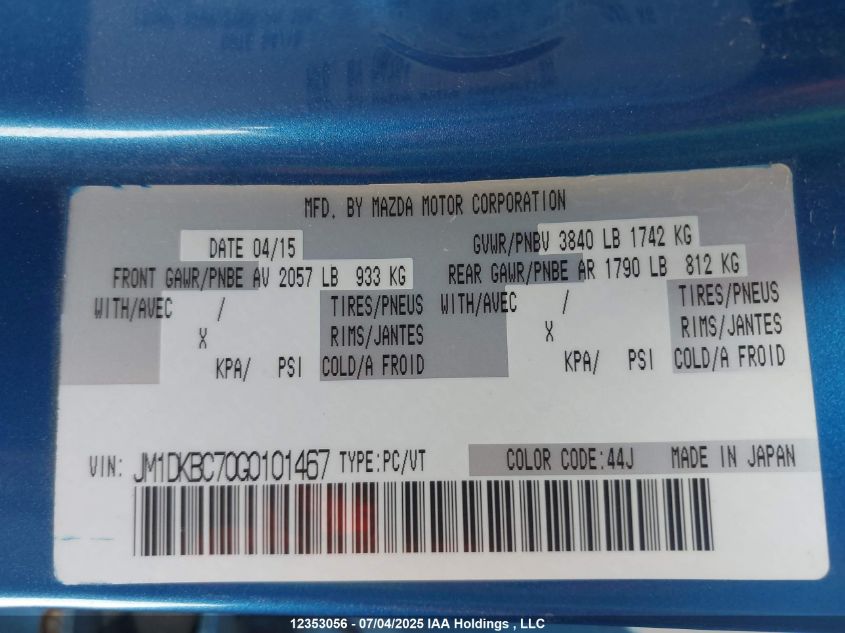 MFD. BY MAZDA MOTOR CORPORATION
DATE 04/15 GVWR/PNBV 3840 LB 1742 KG
FRONT GAWR/PNBE AV 2057 LB 933 KG REAR GAWR/PNBE AR 1790 LB 812 KG
WITH/AVEC / TIRES/PNEUS WITH/AVEC / TIRES/PNEUS
X RIMS/JANTES X RIMS/JANTES
KPA/ PSI COLD/A FROID KPA/ PSI COLD/A FROID
VIN: JM1DKBC70G0101467 TYPE:PC/VT COLOR CODE:44J MADE IN JAPAN
12353056 - 07/04/2025 IAA Holdings , LLC